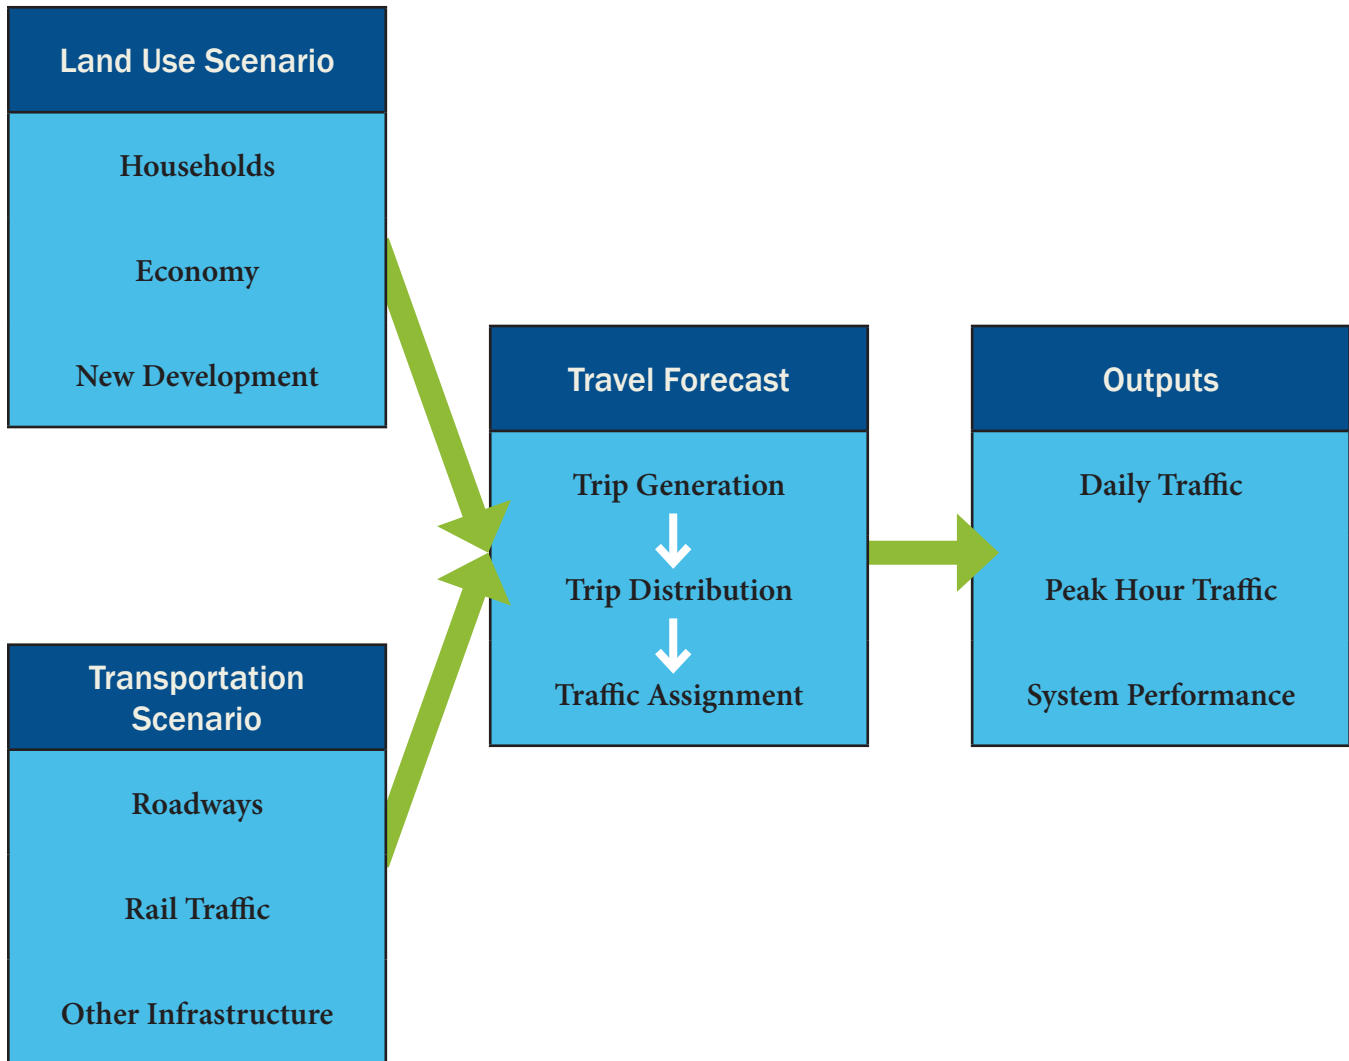 Land Use Scenario
Households
Economy
New Development
Transportation
Scenario
Roadways
Rail Traffic
Other Infrastructure
Travel Forecast
Trip Generation
Trip Distribution
Traffic Assignment
Outputs
Daily Traffic
Peak Hour Traffic
System Performance